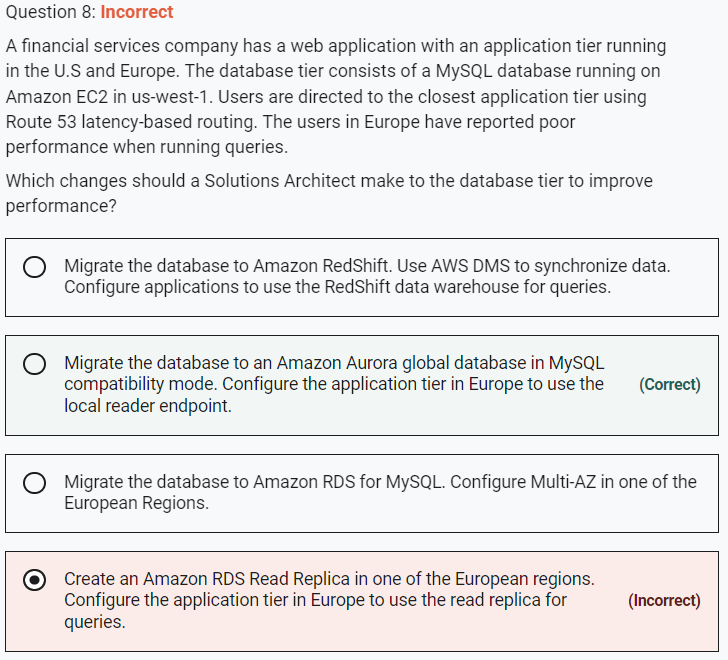 Question 8: Incorrect
A financial services company has a web application with an application tier running
in the U.S and Europe. The database tier consists of a MySQL database running on
Amazon EC2 in us-west-1. Users are directed to the closest application tier using
Route 53 latency-based routing. The users in Europe have reported poor
performance when running queries.
Which changes should a Solutions Architect make to the database tier to improve
performance?
Migrate the database to Amazon RedShift. Use AWS DMS to synchronize data.
Configure applications to use the RedShift data warehouse for queries.
Migrate the database to an Amazon Aurora global database in MySQL
compatibility mode. Configure the application tier in Europe to use the
local reader endpoint.
(Correct)
Migrate the database to Amazon RDS for MySQL. Configure Multi-AZ in one of the
European Regions.
Create an Amazon RDS Read Replica in one of the European regions.
Configure the application tier in Europe to use the read replica for
queries.
(Incorrect)